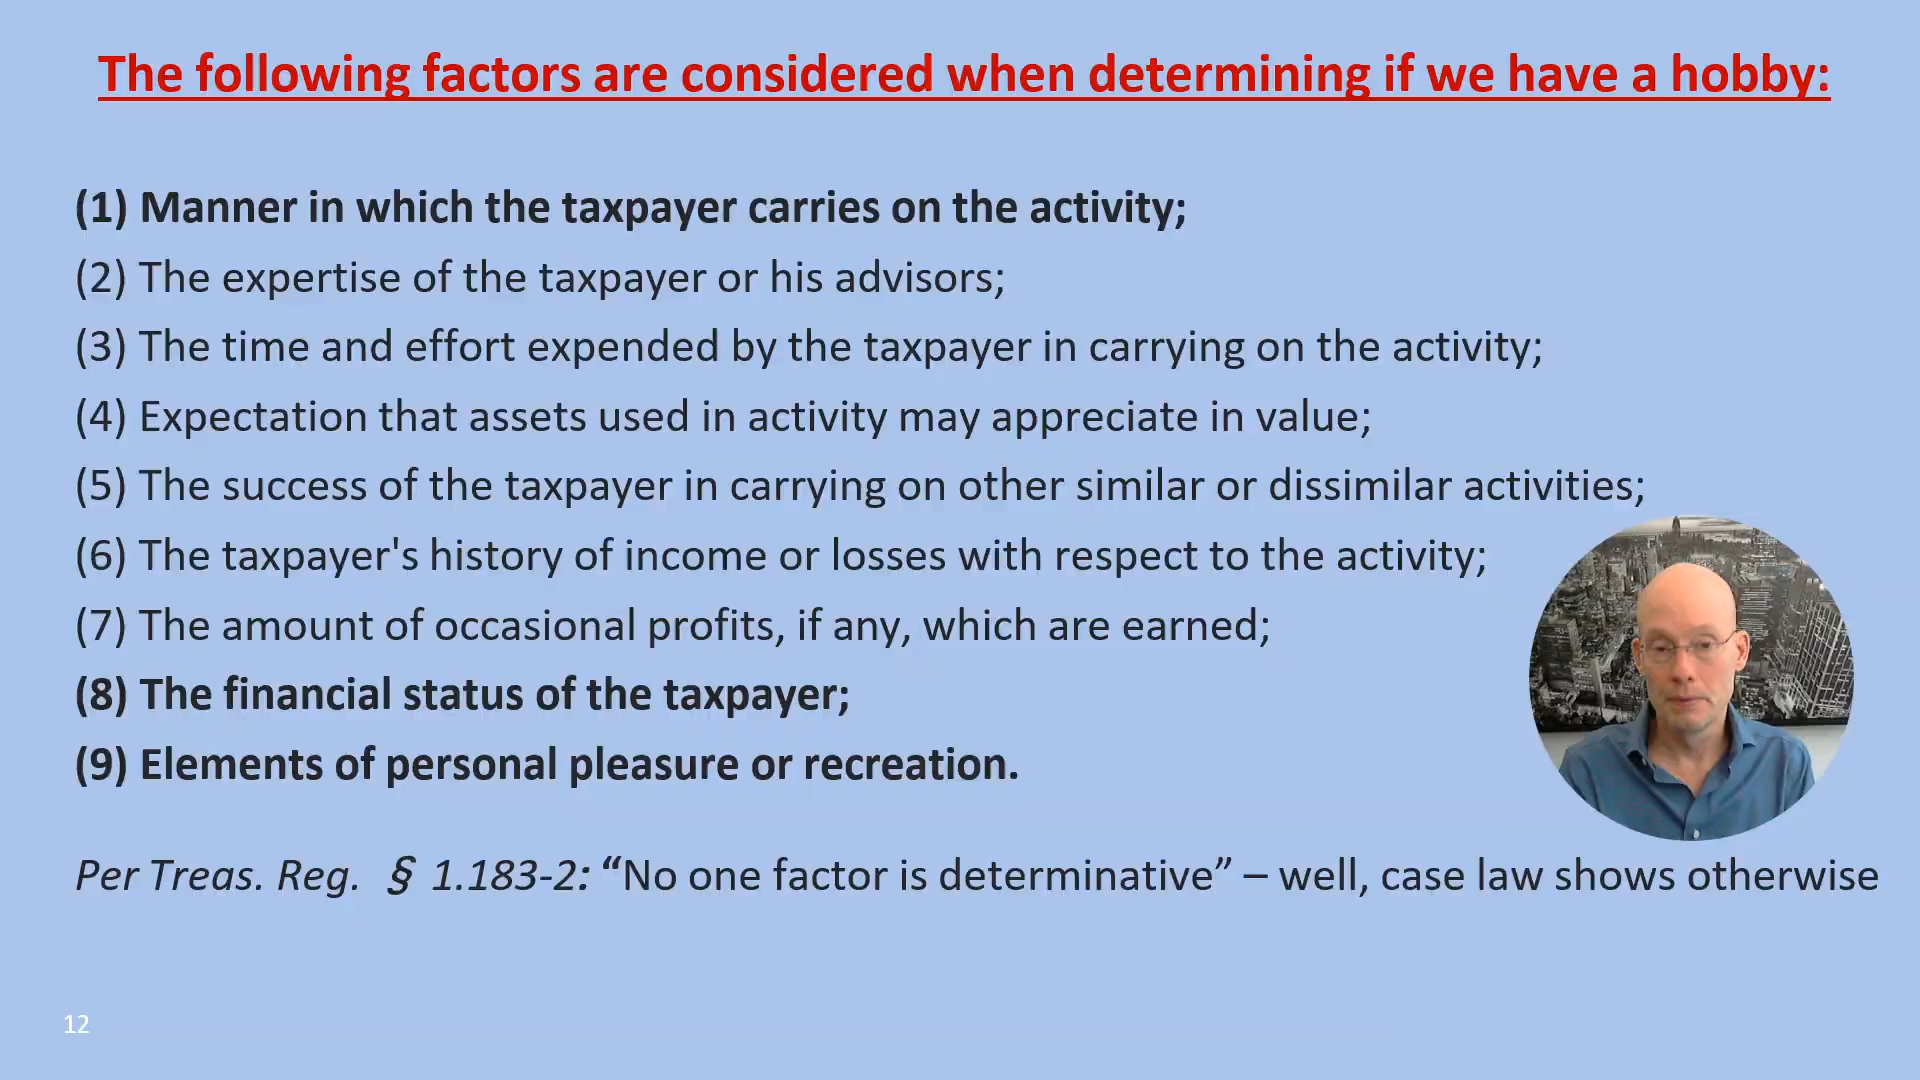 The following factors are considered when determining if we have a hobby:
(1) Manner in which the taxpayer carries on the activity;
(2) The expertise of the taxpayer or his advisors;
(3) The time and effort expended by the taxpayer in carrying on the activity;
(4) Expectation that assets used in activity may appreciate in value;
(5) The success of the taxpayer in carrying on other similar or dissimilar activities;
(6) The taxpayer's history of income or losses with respect to the activity;
(7) The amount of occasional profits, if any, which are earned;
(8) The financial status of the taxpayer;
(9) Elements of personal pleasure or recreation.
Per Treas. Reg. § 1.183-2: “No one factor is determinative” – well, case law shows otherwise
12